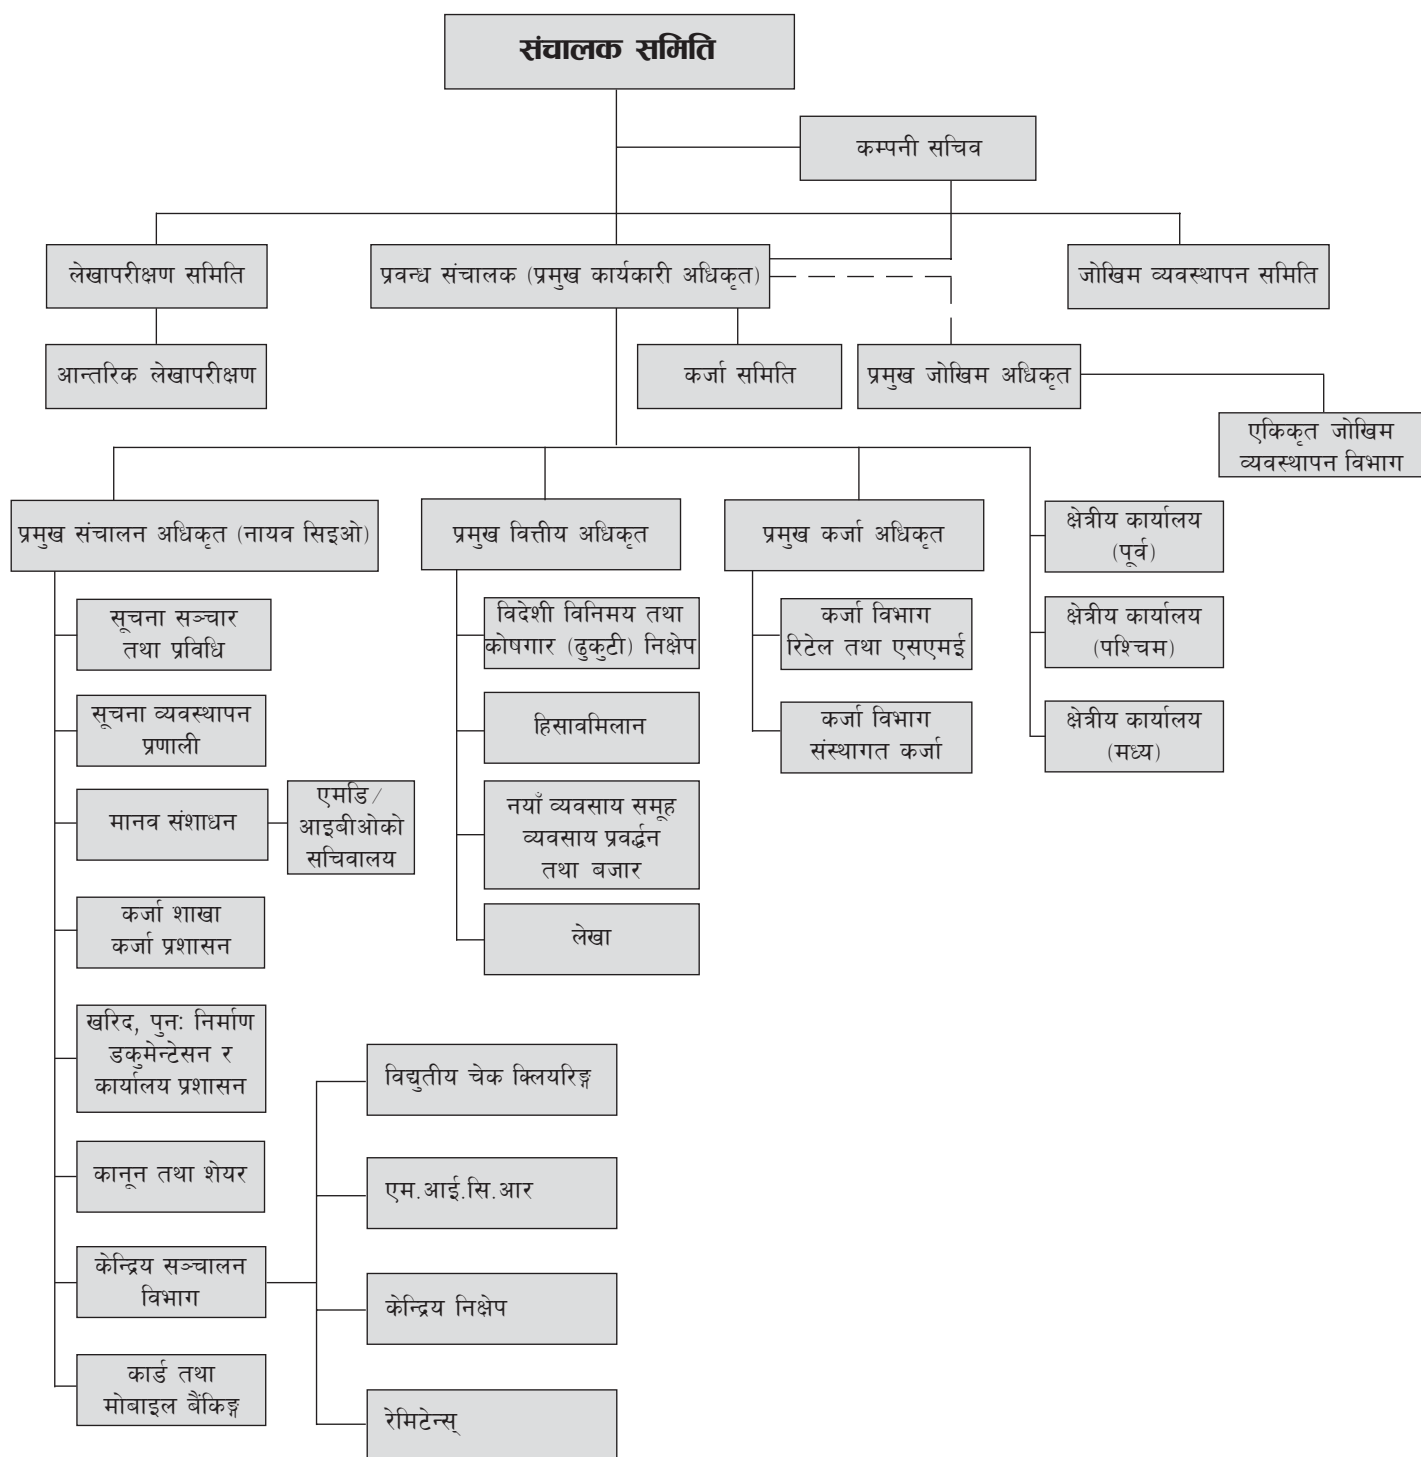 संचालक समिति
कम्पनी सचिव
लेखापरीक्षण समिति
प्रवन्ध संचालक (प्रमुख कार्यकारी अधिकृत)
जोखिम व्यवस्थापन समिति
आन्तरिक लेखापरीक्षण
कर्जा समिति
प्रमुख जोखिम अधिकृत
एकिकृत जोखिम
व्यवस्थापन विभाग
प्रमुख संचालन अधिकृत (नायव सिइओ)
प्रमुख वित्तीय अधिकृत
प्रमुख कर्जा अधिकृत
क्षेत्रीय कार्यालय
(पूर्व)
सूचना सञ्चार
तथा प्रविधि
विदेशी विनिमय तथा
कोषगार (ढुकुटी) निक्षेप
कर्जा विभाग
रिटेल तथा एसएमई
क्षेत्रीय कार्यालय
(पश्चिम)
सूचना व्यवस्थापन
प्रणाली
हिसावमिलान
कर्जा विभाग
संस्थागत कर्जा
क्षेत्रीय कार्यालय
(मध्य)
मानव संशाधन
एमडि/
आइबीओको
सचिवालय
नयाँ व्यवसाय समूह
व्यवसाय प्रवर्द्धन
तथा बजार
कर्जा शाखा
कर्जा प्रशासन
लेखा
खरिद, पुन: निर्माण
डकुमेन्टेसन र
कार्यालय प्रशासन
विद्युतीय चेक क्लियरिङ्ग
कानून तथा शेयर
एम.आई.सि.आर
केन्द्रिय सञ्चालन
विभाग
केन्द्रिय निक्षेप
कार्ड तथा
मोबाइल बैंकिङ्ग
रेमिटेन्स्